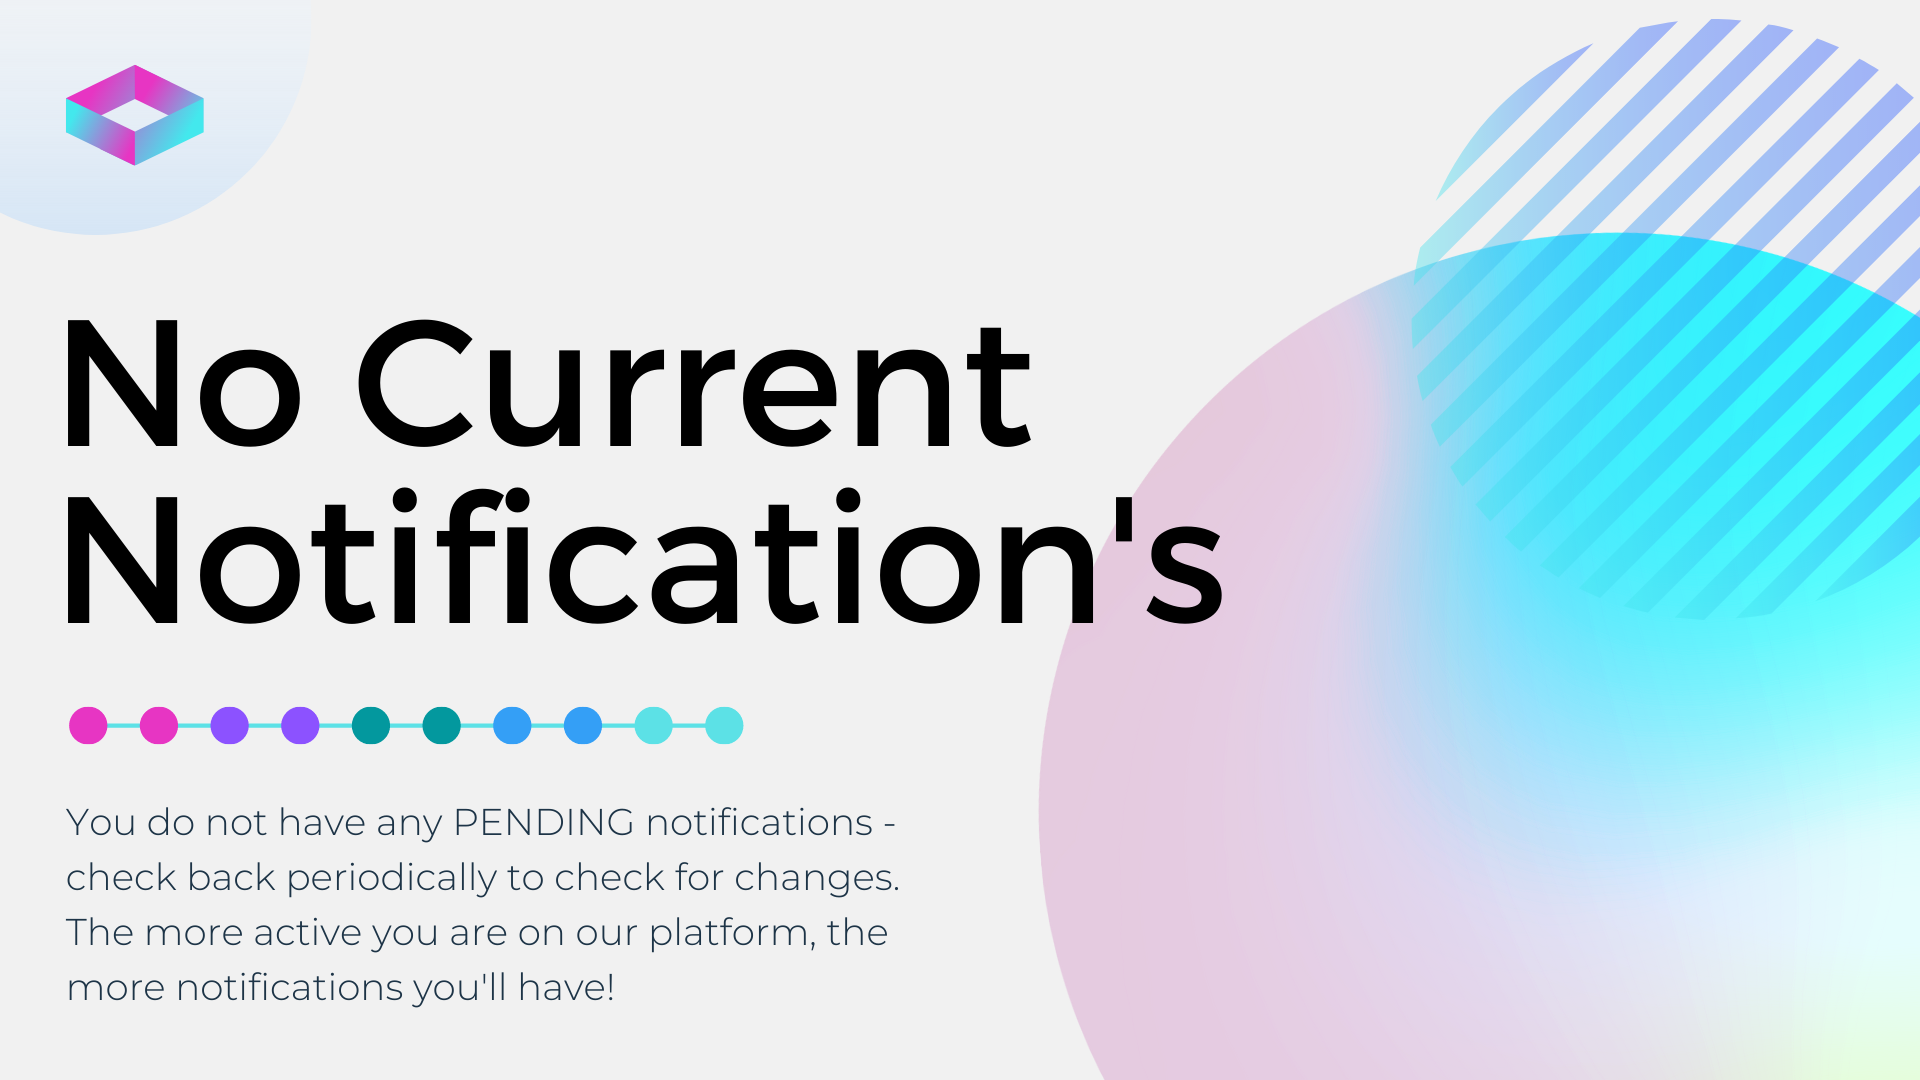 No Current
Notification's
You do not have any PENDING notifications -
check back periodically to check for changes.
The more active you are on our platform, the
more notifications you'll have!